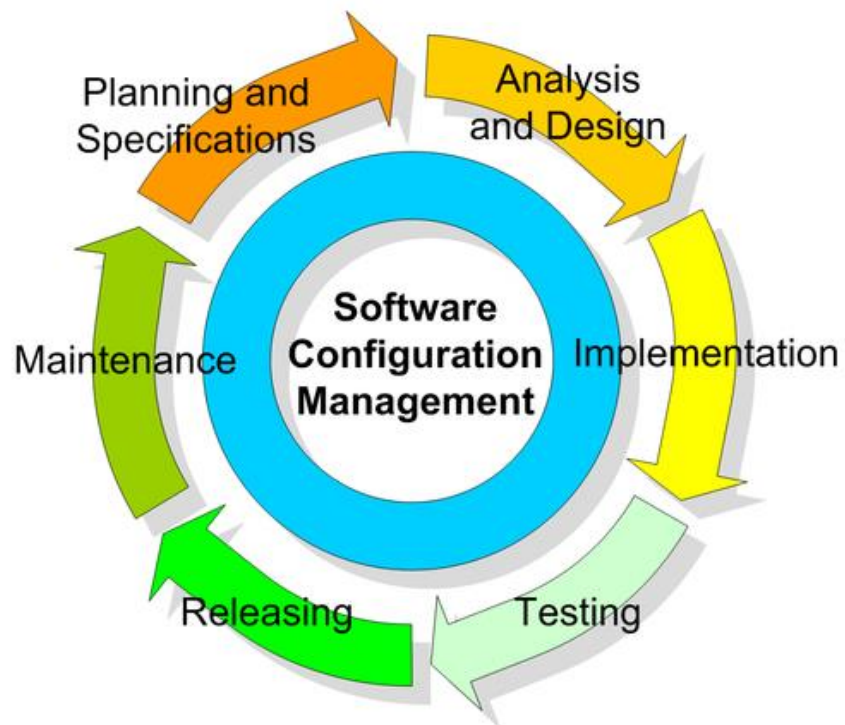 Planning and
Specifications
Analysis
and Design
Implementation
Testing
Releasing
Maintenance
Software
Configuration
Management